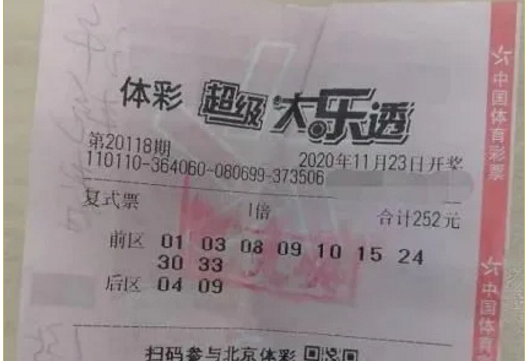 体彩 超级大乐透
第20118期
110110-364060-080699-373506 2020年11月23日开奖
复式票 1倍 合计252元
前区 01 03 08 09 10 15 24
30 33
后区 04 09
扫码参与北京体彩
中国体育彩票
中国体育